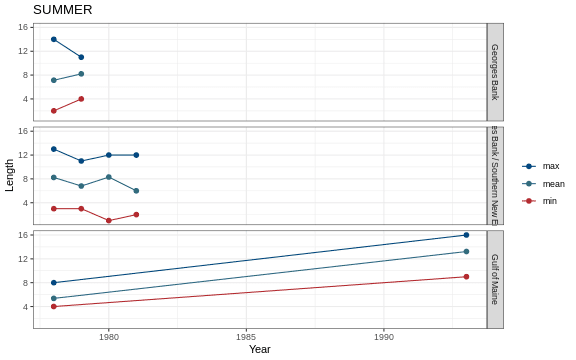 SUMMER
16
12
8
4
Georges Bank
16
12
8
4
Bank / Southern New
16
12
8
4
Gulf of Maine
1980 1985 1990
Year
Length
max
mean
min